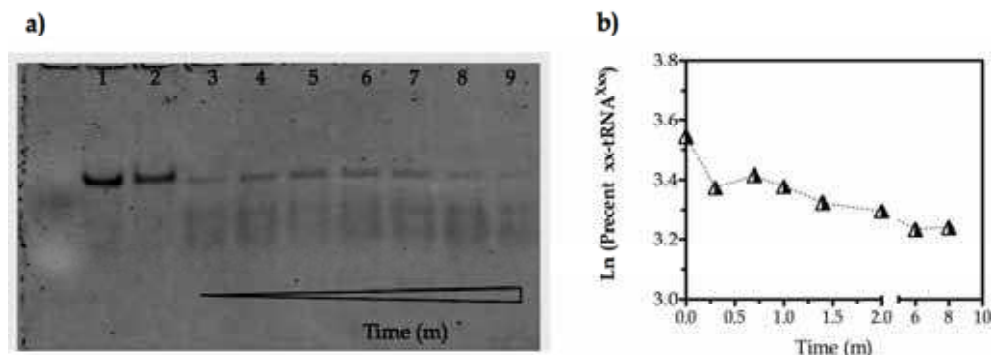 a)
1 2 3 4 5 6 7 8 9
Time (m)
b)
Ln (Precent xx-tRNA^Xxx)
3.8
3.6
3.4
3.2
3.0
0.0 0.5 1.0 1.5 2.0 6 8 10
Time (m)